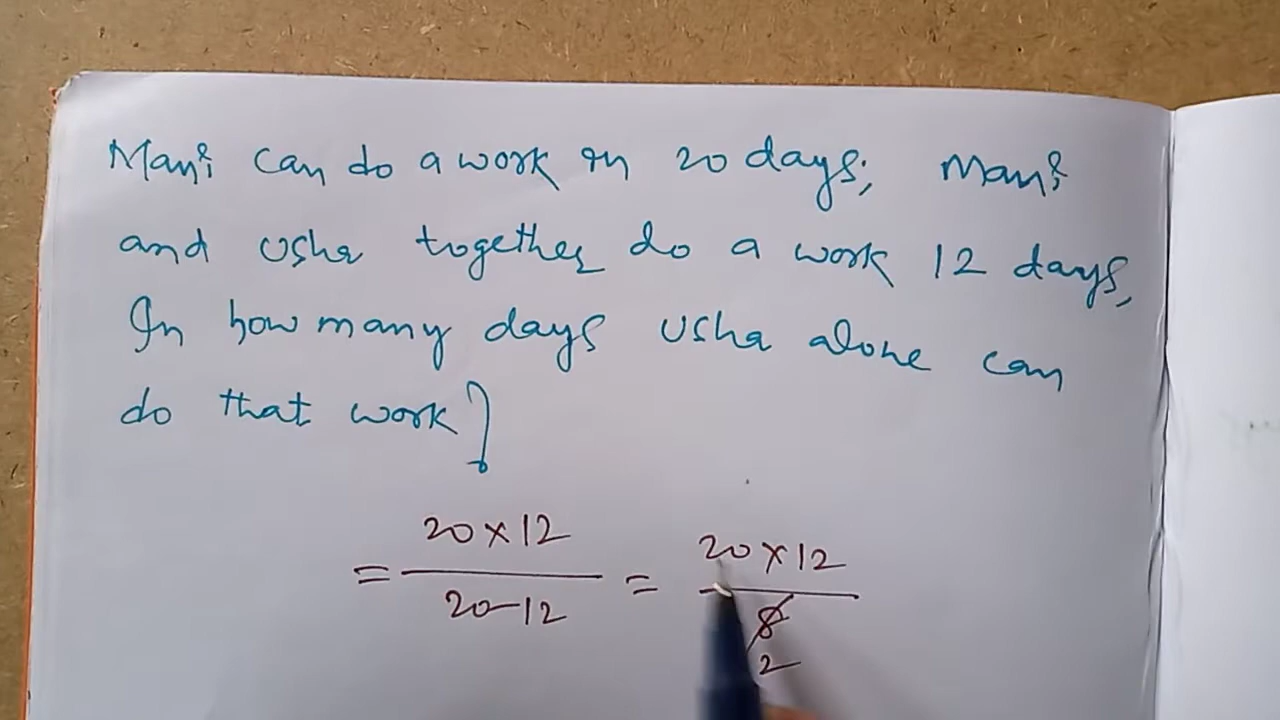 Mani can do a work in 20 days; Mani
and Usha together do a work 12 days,
In how many days Usha alone can
do that work?
= 20 × 12 / 20 - 12 = 20 × 12 / 8
2